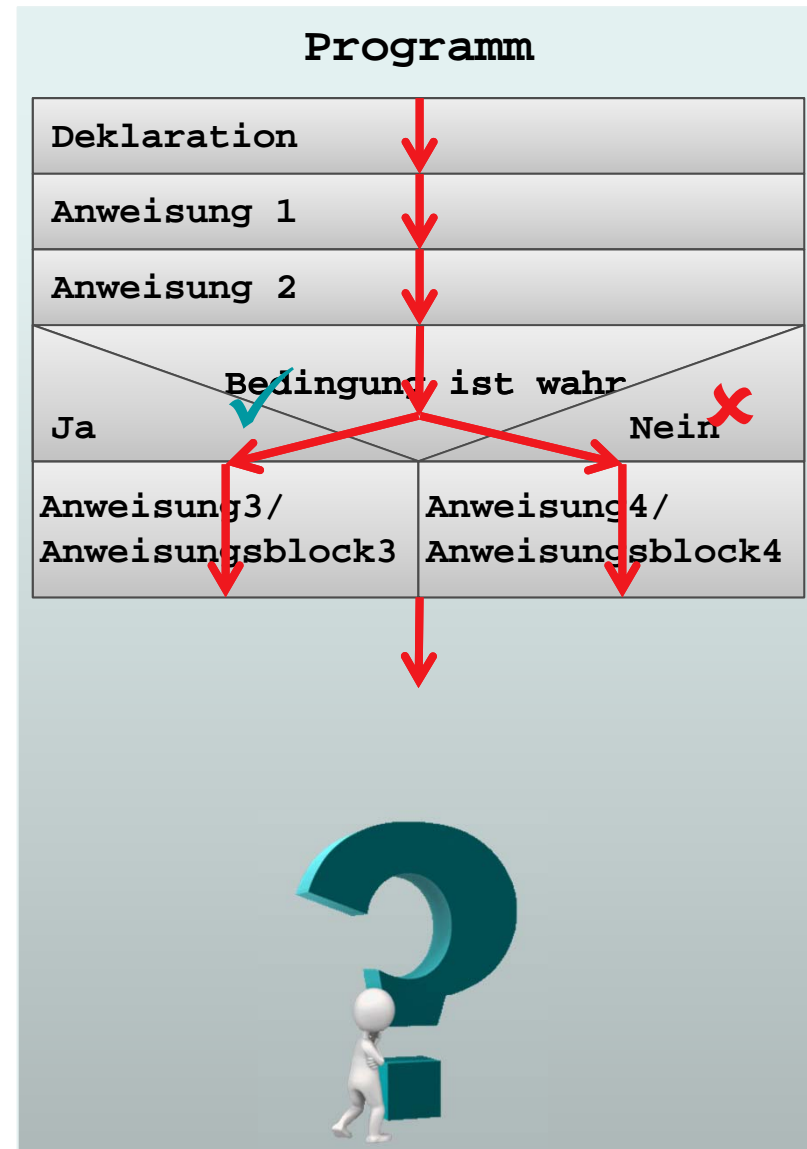 Programm
Deklaration
Anweisung 1
Anweisung 2
Bedingung ist wahr
Ja
Nein
Anweisung3/
Anweisungsblock3
Anweisung4/
Anweisungsblock4